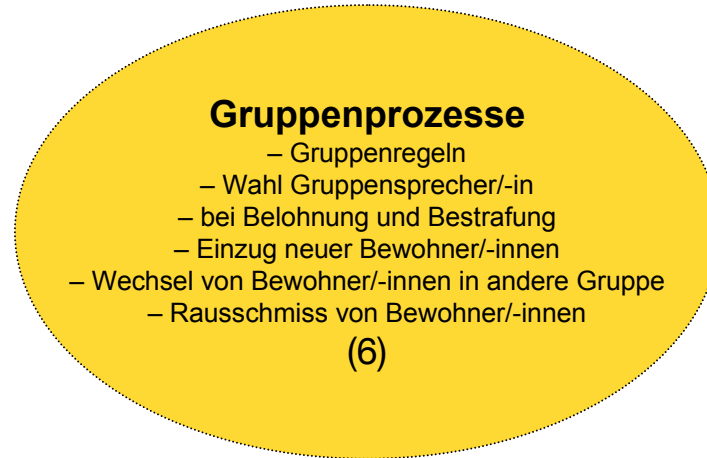 Gruppenprozesse
– Gruppenregeln
– Wahl Gruppensprecher/-in
– bei Belohnung und Bestrafung
– Einzug neuer Bewohner/-innen
– Wechsel von Bewohner/-innen in andere Gruppe
– Rausschmiss von Bewohner/-innen
(6)